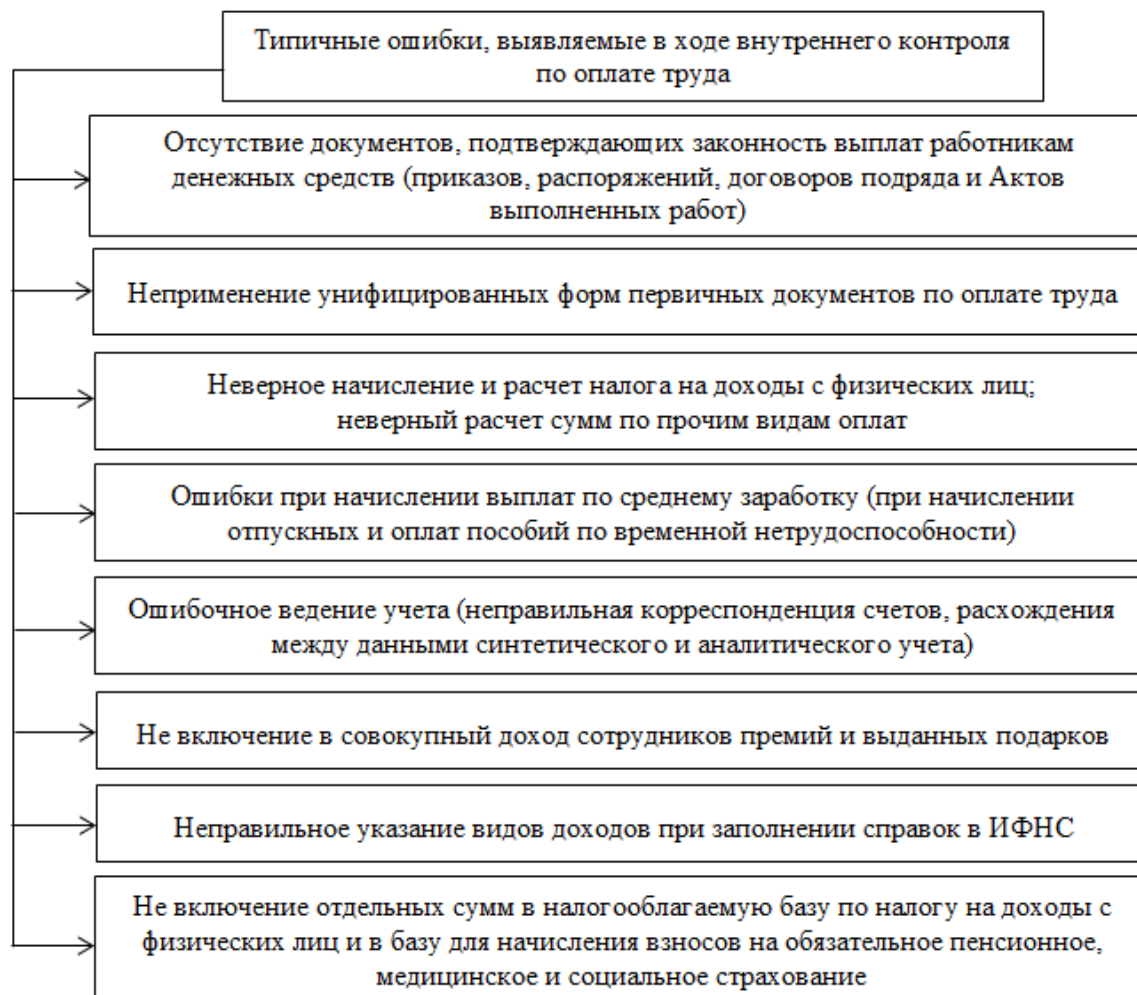 Типичные ошибки, выявляемые в ходе внутреннего контроля
по оплате труда
Отсутствие документов, подтверждающих законность выплат работникам
денежных средств (приказов, распоряжений, договоров подряда и Актов
выполненных работ)
Неприменение унифицированных форм первичных документов по оплате труда
Неверное начисление и расчет налога на доходы с физических лиц;
неверный расчет сумм по прочим видам оплат
Ошибки при начислении выплат по среднему заработку (при начислении
отпускных и оплат пособий по временной нетрудоспособности)
Ошибочное ведение учета (неправильная корреспонденция счетов, расхождения
между данными синтетического и аналитического учета)
Не включение в совокупный доход сотрудников премий и выданных подарков
Неправильное указание видов доходов при заполнении справок в ИФНС
Не включение отдельных сумм в налогооблагаемую базу по налогу на доходы с
физических лиц и в базу для начисления взносов на обязательное пенсионное,
медицинское и социальное страхование